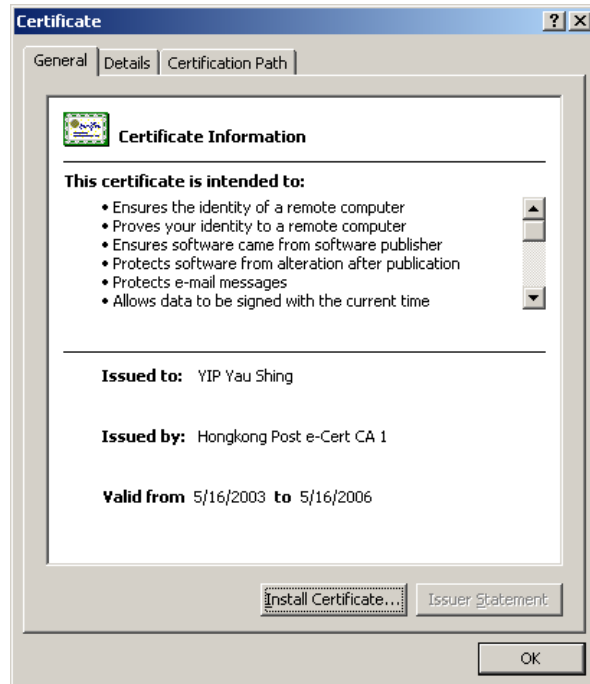 Certificate
General Details Certification Path
Certificate Information
This certificate is intended to:
• Ensures the identity of a remote computer
• Proves your identity to a remote computer
• Ensures software came from software publisher
• Protects software from alteration after publication
• Protects e-mail messages
• Allows data to be signed with the current time
Issued to: YIP Yau Shing
Issued by: Hongkong Post e-Cert CA 1
Valid from 5/16/2003 to 5/16/2006
Install Certificate... Issuer Statement
OK